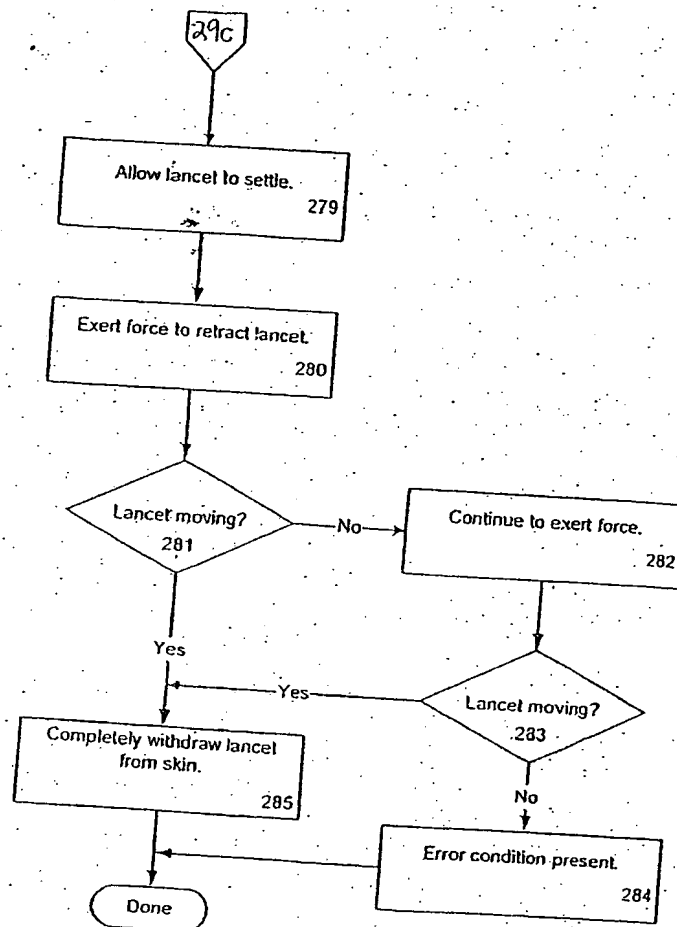 29c
Allow lancet to settle.
279
Exert force to retract lancet.
280
Lancet moving?
281
No
Continue to exert force.
282
Yes
Yes
Lancet moving?
283
Completely withdraw lancet
from skin.
285
No
Error condition present.
284
Done